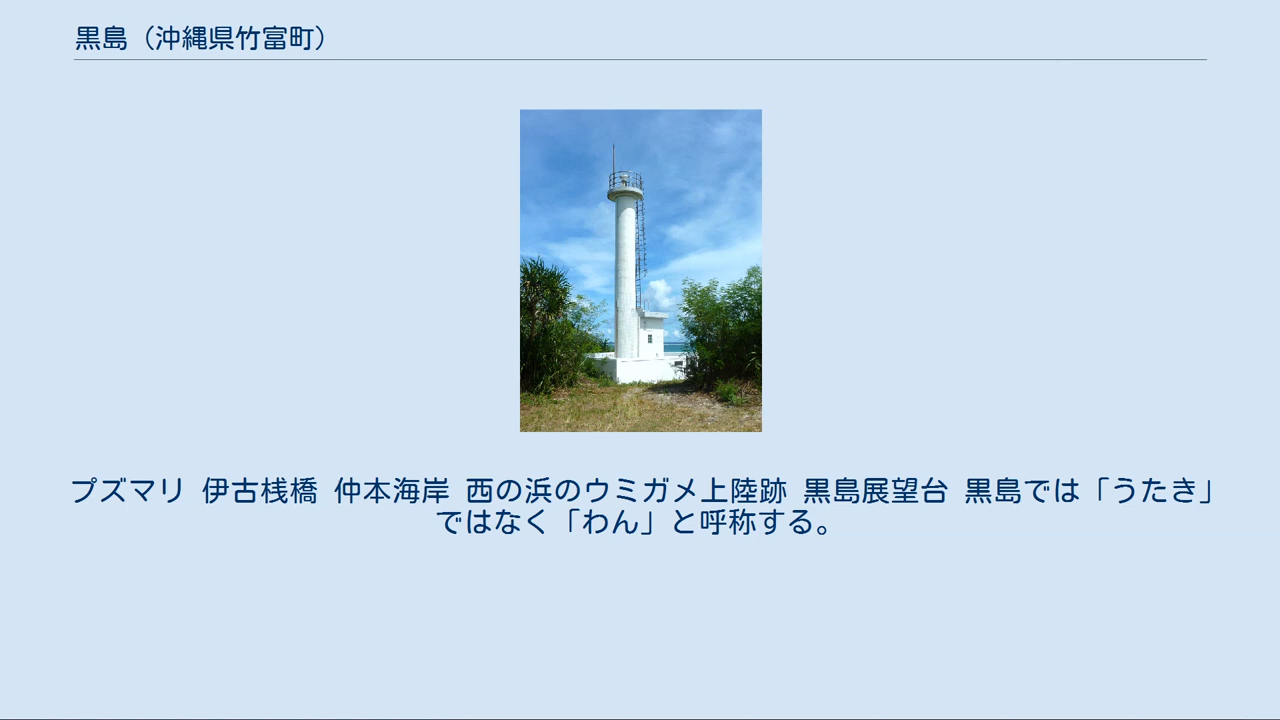 黒島（沖縄県竹富町）
プズマリ 伊古桟橋 仲本海岸 西の浜のウミガメ上陸跡 黒島展望台 黒島では「うたき」
ではなく「わん」と呼称する。